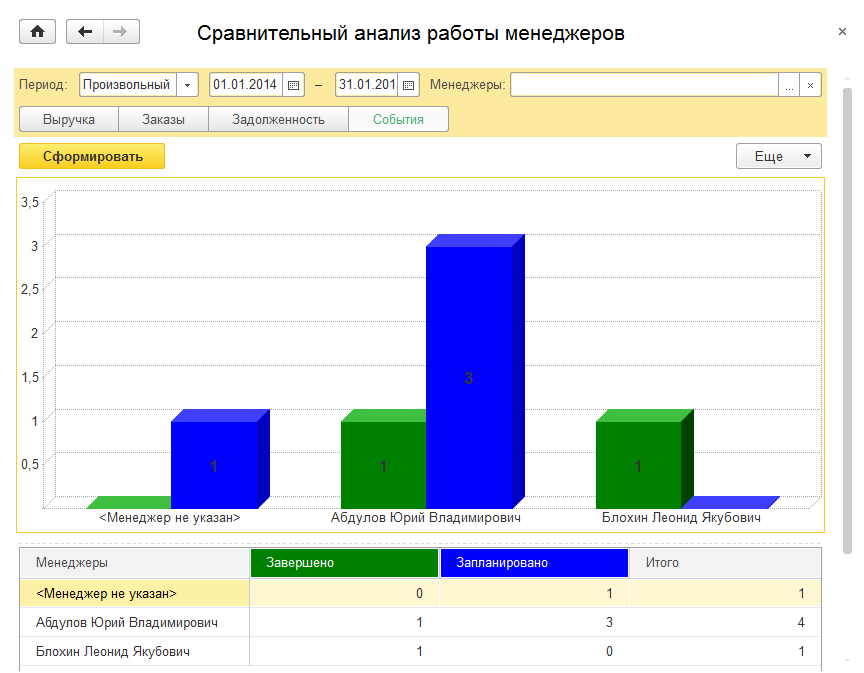 Сравнительный анализ работы менеджеров
Период: Произвольный 01.01.2014 – 31.01.201 Менеджеры: ...
Выручка Заказы Задолженность События
Сформировать Еще
3,5
3
2,5
2
1,5
1
0,5
3
1 1 1
<Менеджер не указан> Абдулов Юрий Владимирович Блохин Леонид Якубович
Менеджеры Завершено Запланировано Итого
<Менеджер не указан> 0 1 1
Абдулов Юрий Владимирович 1 3 4
Блохин Леонид Якубович 1 0 1